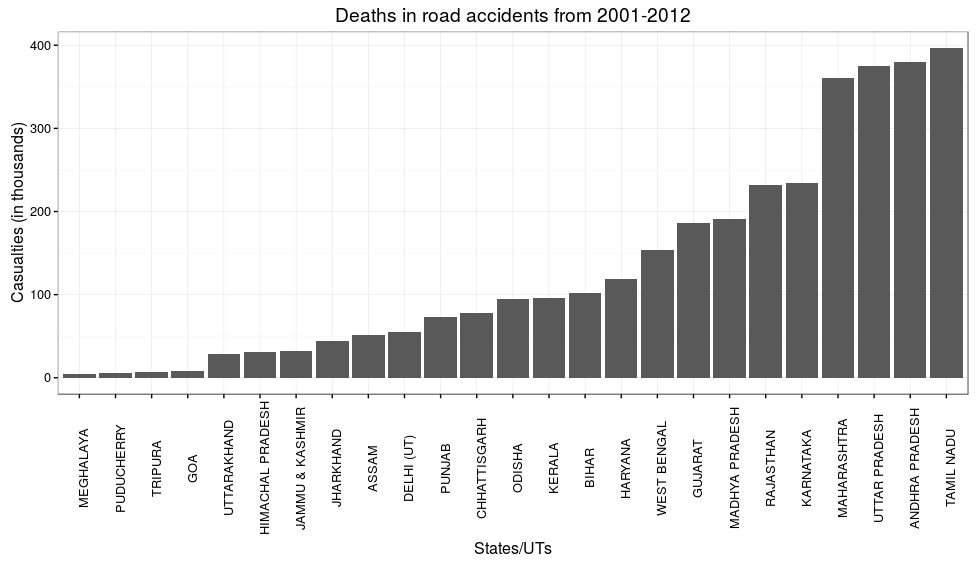 Deaths in road accidents from 2001-2012
Casualties (in thousands)
400
300
200
100
0
MEGHALAYA
PUDUCHERRY
TRIPURA
GOA
UTTARAKHAND
HIMACHAL PRADESH
JAMMU & KASHMIR
JHARKHAND
ASSAM
DELHI (UT)
PUNJAB
CHHATTISGARH
ODISHA
KERALA
BIHAR
HARYANA
WEST BENGAL
GUJARAT
MADHYA PRADESH
RAJASTHAN
KARNATAKA
MAHARASHTRA
UTTAR PRADESH
ANDHRA PRADESH
TAMIL NADU
States/UTs